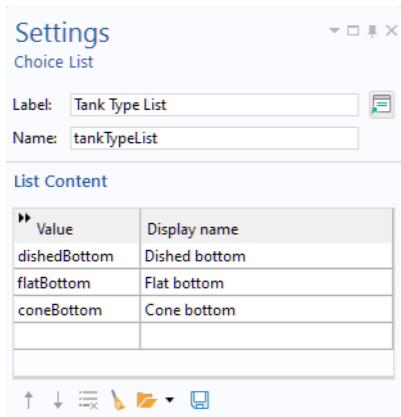 Settings
Choice List
Label: Tank Type List
Name: tankTypeList
List Content
Value Display name
dishedBottom Dished bottom
flatBottom Flat bottom
coneBottom Cone bottom